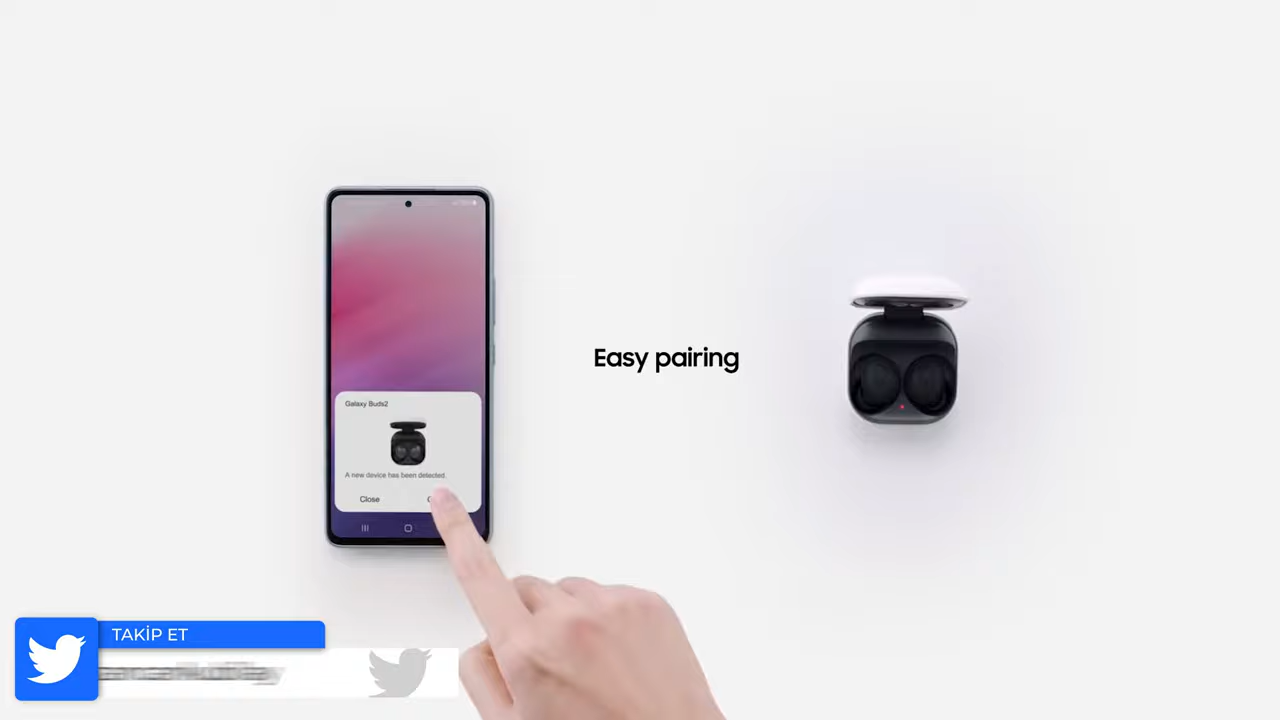 Easy pairing
Galaxy Buds2
A new device has been detected.
Close
TAKİP ET